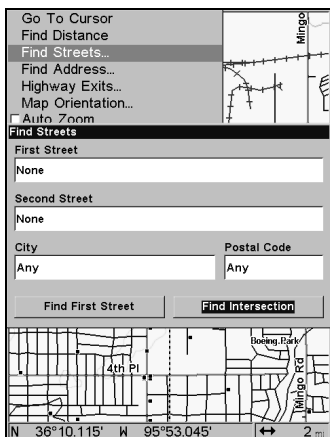 Go To Cursor
Find Distance
Find Streets...
Find Address...
Highway Exits...
Map Orientation...
Auto Zoom
Mingo
Find Streets
First Street
None
Second Street
None
City
Postal Code
Any
Any
Find First Street
Find Intersection
Boeing Park
4th Pl
Mingo Rd
N 36°10.115' W 95°53.045' ↔ 2 mi